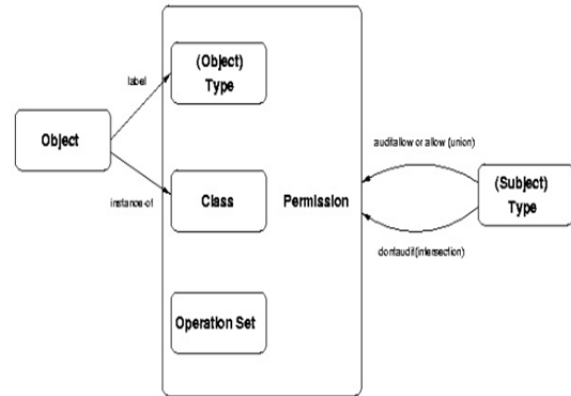 (Object)
Type
label
Object
auditallow or allow (union)
Class
Permission
(Subject)
Type
instance-of
dontaudit(intersection)
Operation Set